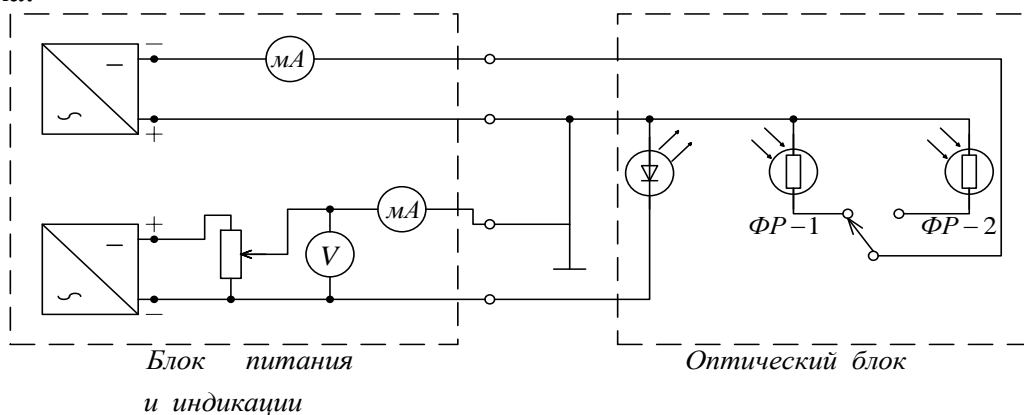 мА
мА
V
ФР – 1
ФР – 2
Блок питания
и индикации
Оптический блок